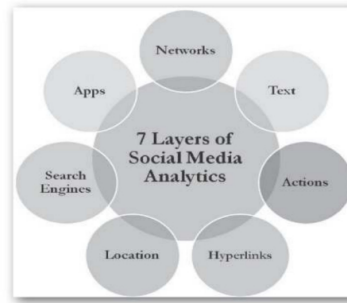 Networks
Text
Actions
Hyperlinks
Location
Search
Engines
Apps
7 Layers of
Social Media
Analytics